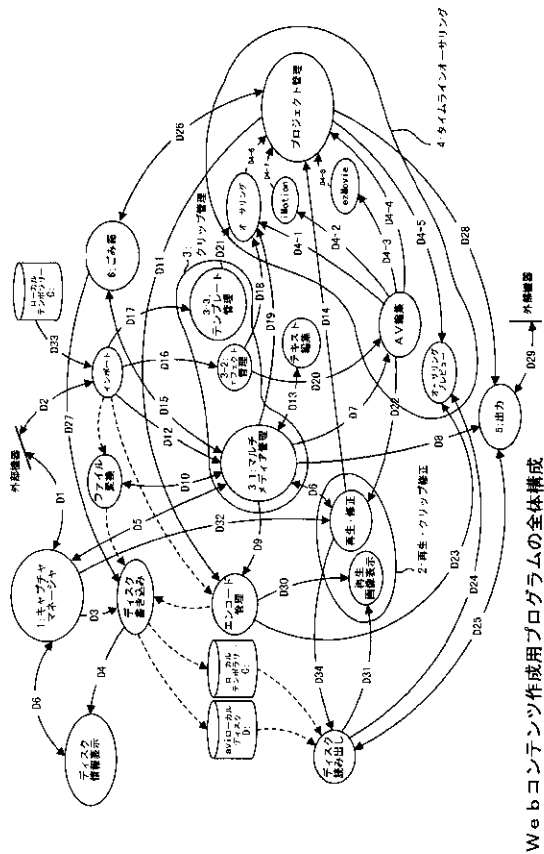 外部機器
D1
D2
1:キャプチャ
マネージャ
D3
D6
ディスク
情報表示
D4
ディスク
書き込み
ファイル
変換
インポート
D33
ローカル
テンポラリー
C:
D27
6:ごみ箱
D26
D5
D32
D10
D12
D15
D16
D17
D11
3:
クリップ管理
3-3:
テンプレート
管理
D21
3-2:
エフェクト
管理
D18
D19
3-1:マルチ
メディア管理
D13
テキスト
編集
オーサリング
iMotion
ezMovie
プロジェクト管理
D4-6
D4-7
D4-8
D4-1
D4-2
D4-3
D4-4
D4-5
4:タイムラインオーサリング
D14
D20
D7
AV編集
D22
D8
D9
エンコード
管理
D30
D6
再生・修正
再生
画像表示
2:再生・クリップ修正
オーサリング
プレビュー
D28
5:出力
D29
外部機器
aviローカル
ディスク
D:
ローカル
テンポラリー
C:
ディスク
読み出し
D34
D31
D23
D24
D25
Webコンテンツ作成用プログラムの全体構成